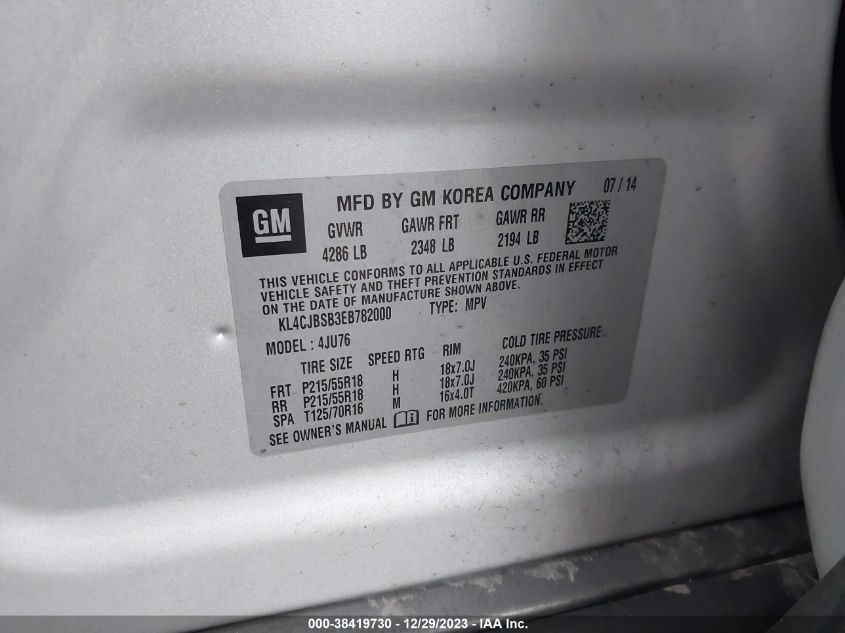 GM
MFD BY GM KOREA COMPANY 07 / 14
GVWR GAWR FRT GAWR RR
4286 LB 2348 LB 2194 LB
THIS VEHICLE CONFORMS TO ALL APPLICABLE U.S. FEDERAL MOTOR
VEHICLE SAFETY AND THEFT PREVENTION STANDARDS IN EFFECT
ON THE DATE OF MANUFACTURE SHOWN ABOVE.
KL4CJBSB3EB782000 TYPE: MPV
MODEL : 4JU76
TIRE SIZE SPEED RTG RIM COLD TIRE PRESSURE
FRT P215/55R18 H 18x7.0J 240KPA, 35 PSI
RR P215/55R18 H 18x7.0J 240KPA, 35 PSI
SPA T125/70R16 M 16x4.0T 420KPA, 60 PSI
SEE OWNER'S MANUAL FOR MORE INFORMATION.
000-38419730 - 12/29/2023 - IAA Inc.